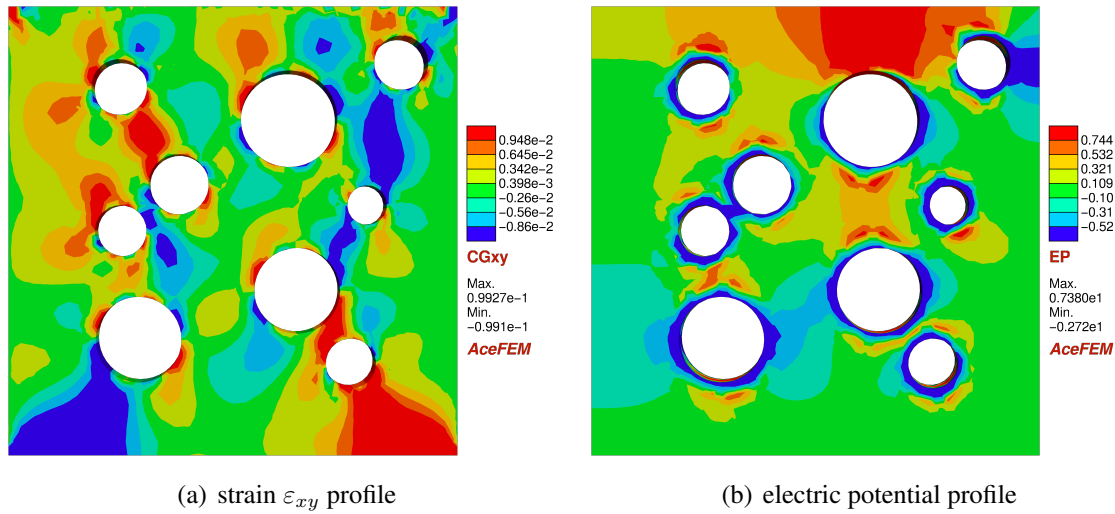 0.948e-2
0.645e-2
0.342e-2
0.398e-3
-0.26e-2
-0.56e-2
-0.86e-2
CGxy
Max.
0.9927e-1
Min.
-0.991e-1
AceFEM
0.744
0.532
0.321
0.109
-0.10
-0.31
-0.52
EP
Max.
0.7380e1
Min.
-0.272e1
AceFEM
(a) strain εxy profile
(b) electric potential profile